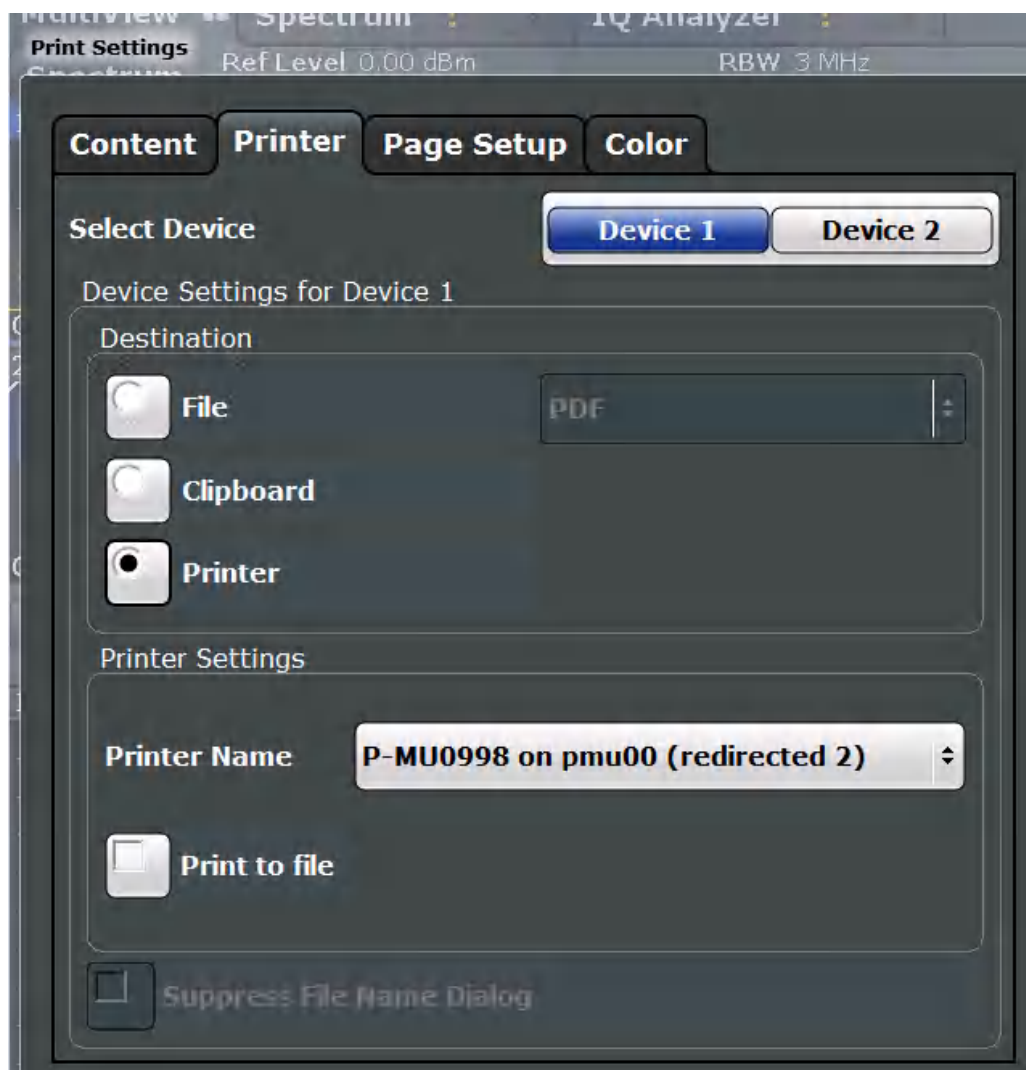 MultiView Spectrum ! IQ Analyzer !
Print Settings
Spectrum Ref Level 0.00 dBm RBW 3 MHz
Content Printer Page Setup Color
Select Device Device 1 Device 2
Device Settings for Device 1
Destination
File PDF
Clipboard
Printer
Printer Settings
Printer Name P-MU0998 on pmu00 (redirected 2)
Print to file
Suppress File Name Dialog